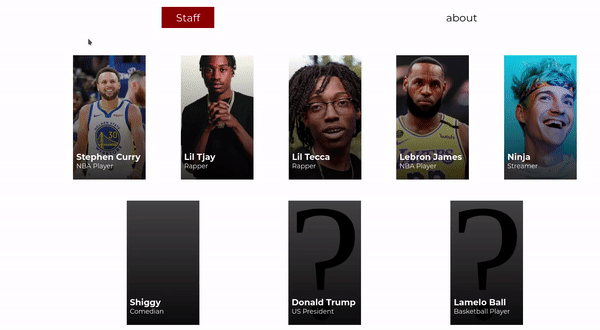 Staff
about
30
Stephen Curry
NBA Player
Lil Tjay
Rapper
Lil Tecca
Rapper
Lebron James
NBA Player
Ninja
Streamer
?
?
Shiggy
Comedian
Donald Trump
US President
Lamelo Ball
Basketball Player